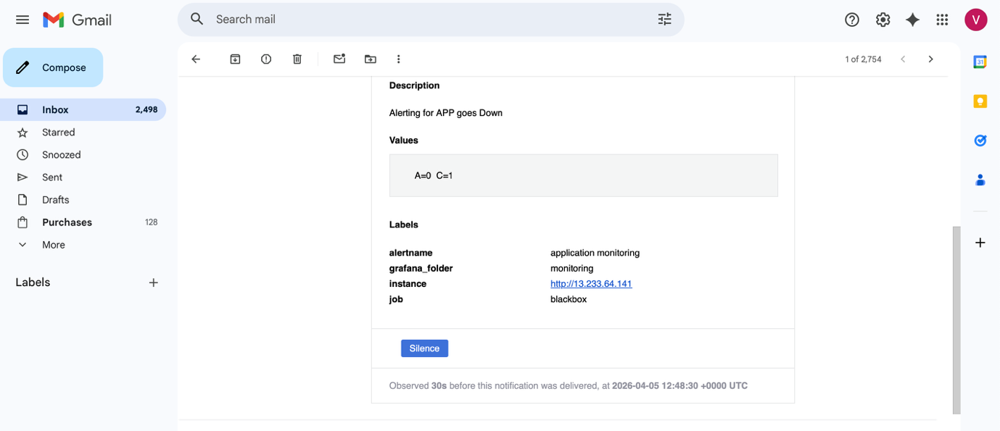 Gmail
Search mail
V
Compose
1 of 2,754
31
Inbox 2,498
Starred
Snoozed
Sent
Drafts
Purchases 128
More
Labels
Description
Alerting for APP goes Down
Values
A=0 C=1
Labels
alertname application monitoring
grafana_folder monitoring
instance http://13.233.64.141
job blackbox
Silence
Observed 30s before this notification was delivered, at 2026-04-05 12:48:30 +0000 UTC